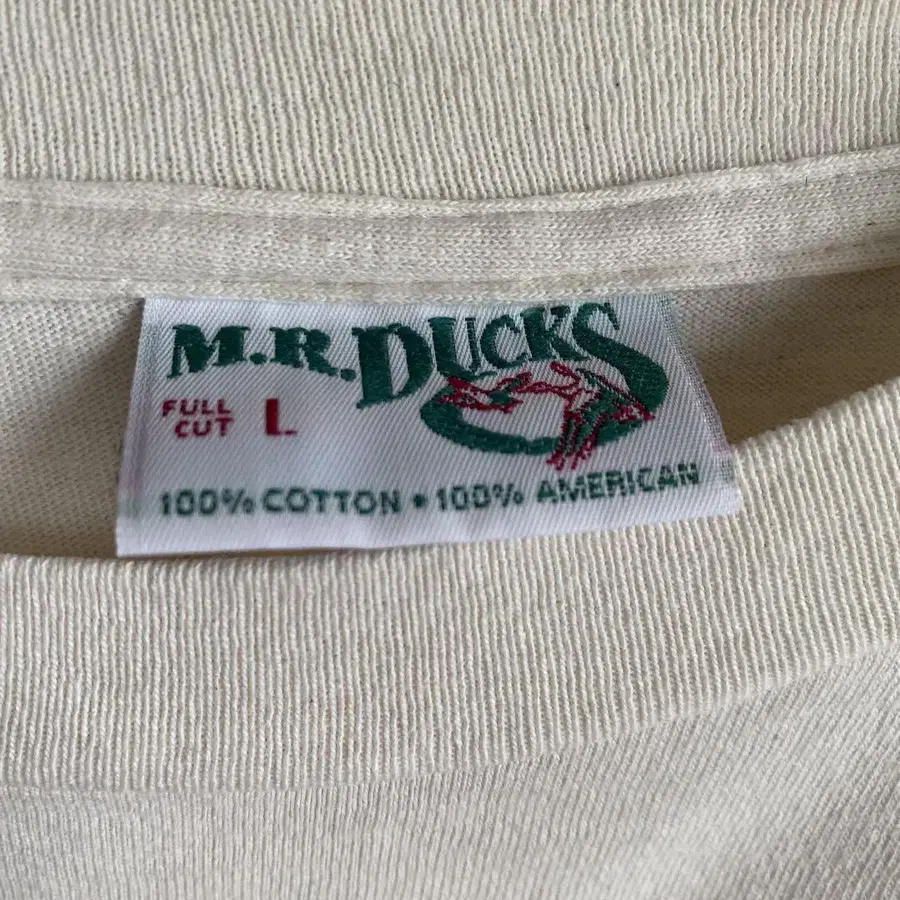 M.R. DUCKS
FULL
CUT L
100% COTTON • 100% AMERICAN